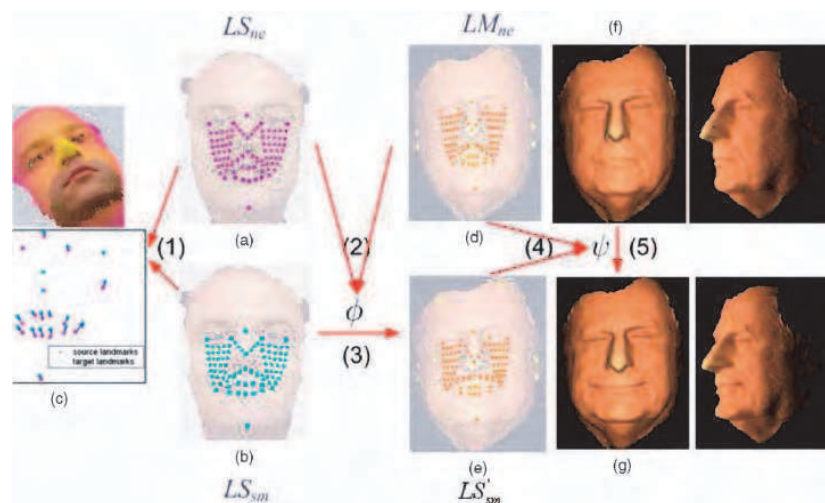 LS_ne
LM_ne
(f)
(a)
(d)
(1)
(2)
(4)
ψ
(5)
ϕ
(3)
source landmarks
target landmarks
(c)
(b)
(e)
(g)
LS_sm
LS'_sm